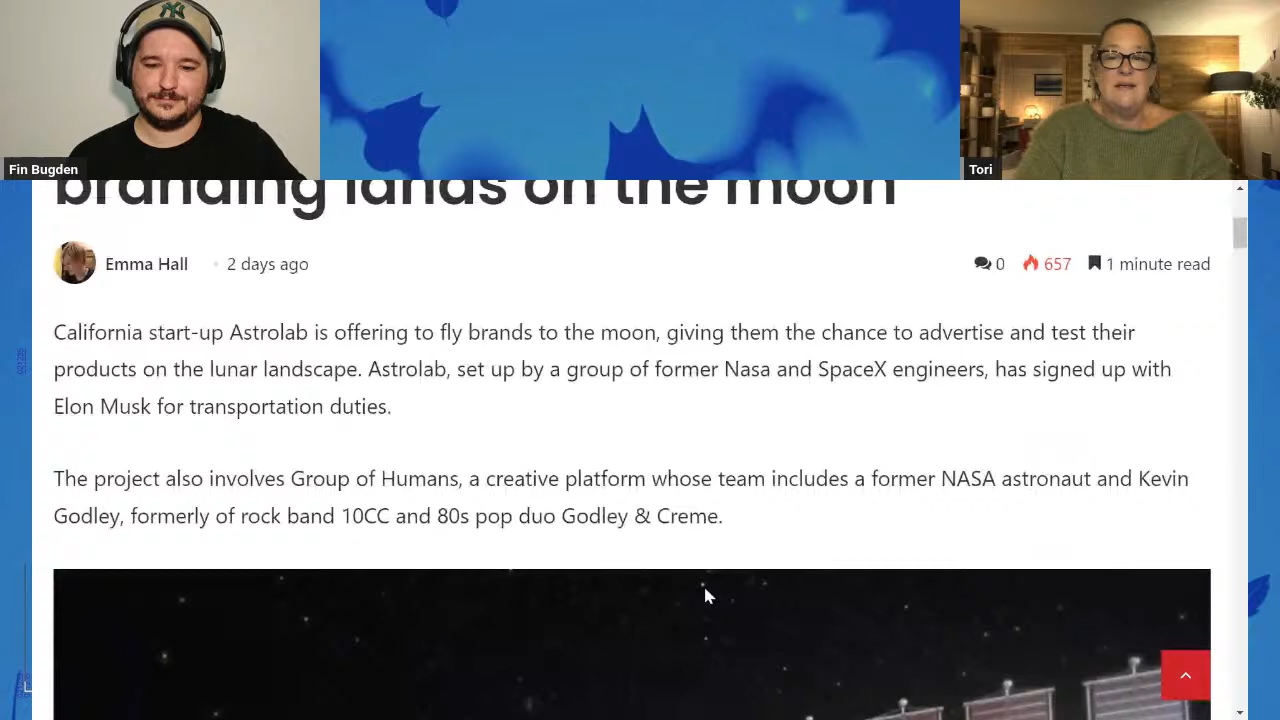 Fin Bugden
Tori
branding lands on the moon
Emma Hall
2 days ago
0
657
1 minute read
California start-up Astrolab is offering to fly brands to the moon, giving them the chance to advertise and test their
products on the lunar landscape. Astrolab, set up by a group of former Nasa and SpaceX engineers, has signed up with
Elon Musk for transportation duties.
The project also involves Group of Humans, a creative platform whose team includes a former NASA astronaut and Kevin
Godley, formerly of rock band 10CC and 80s pop duo Godley & Creme.